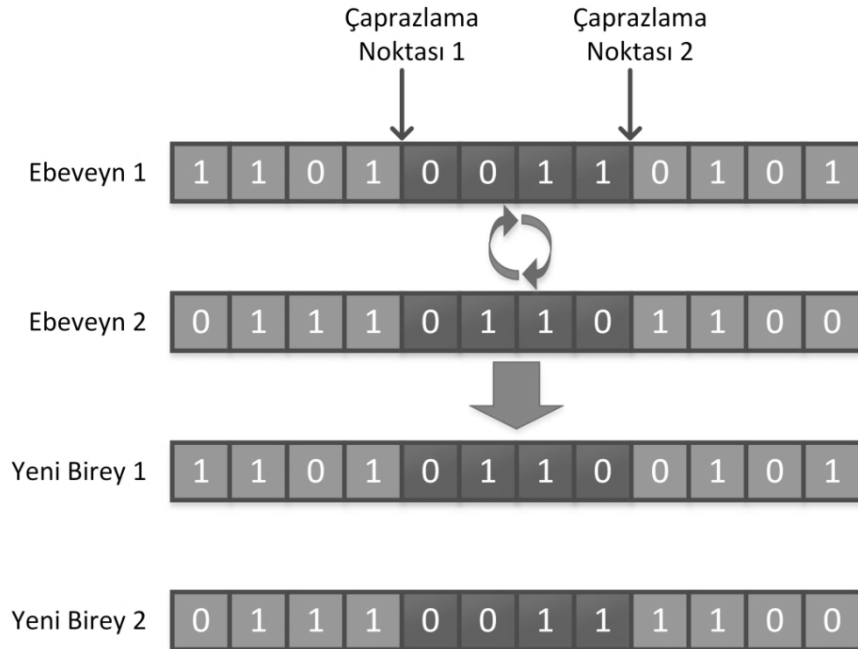 Çaprazlama
Noktası 1
Çaprazlama
Noktası 2
Ebeveyn 1
1 1 0 1 0 0 1 1 0 1 0 1
Ebeveyn 2
0 1 1 1 0 1 1 0 1 1 0 0
Yeni Birey 1
1 1 0 1 0 1 1 0 0 1 0 1
Yeni Birey 2
0 1 1 1 0 0 1 1 1 1 0 0